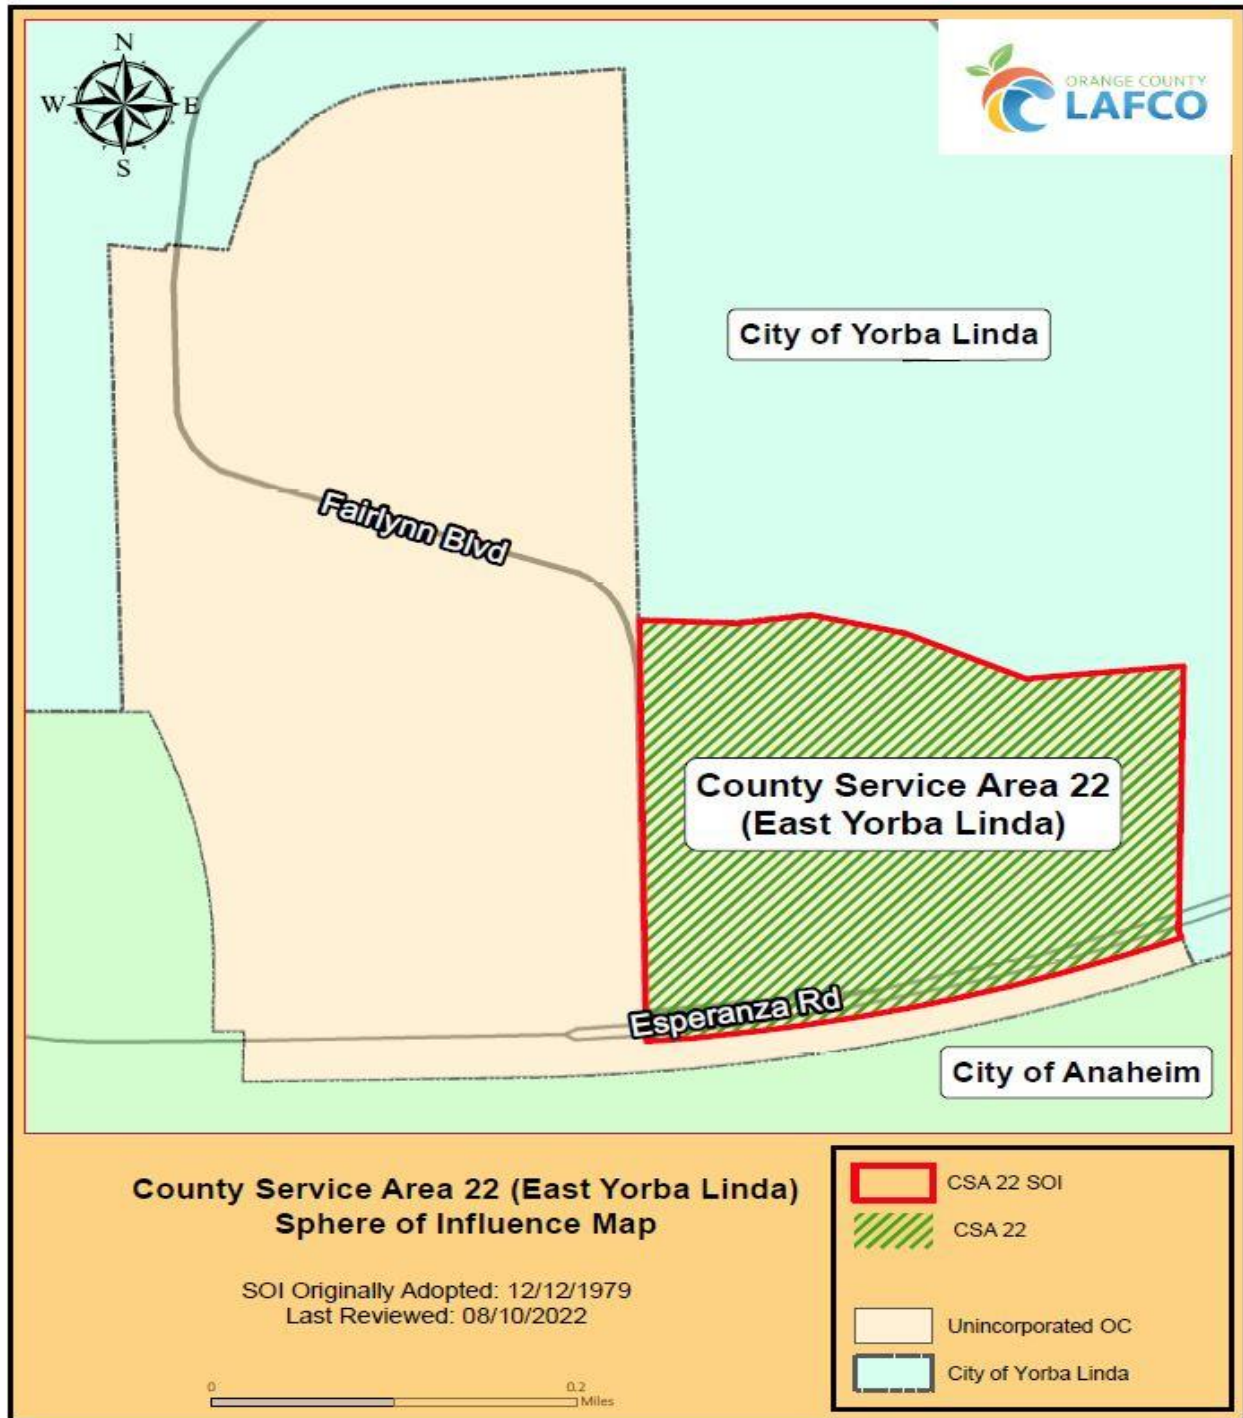 N
W E
S
ORANGE COUNTY
LAFCO
City of Yorba Linda
Fairlynn Blvd
County Service Area 22
(East Yorba Linda)
Esperanza Rd
City of Anaheim
County Service Area 22 (East Yorba Linda)
Sphere of Influence Map
SOI Originally Adopted: 12/12/1979
Last Reviewed: 08/10/2022
0 0.2
Miles
CSA 22 SOI
CSA 22
Unincorporated OC
City of Yorba Linda